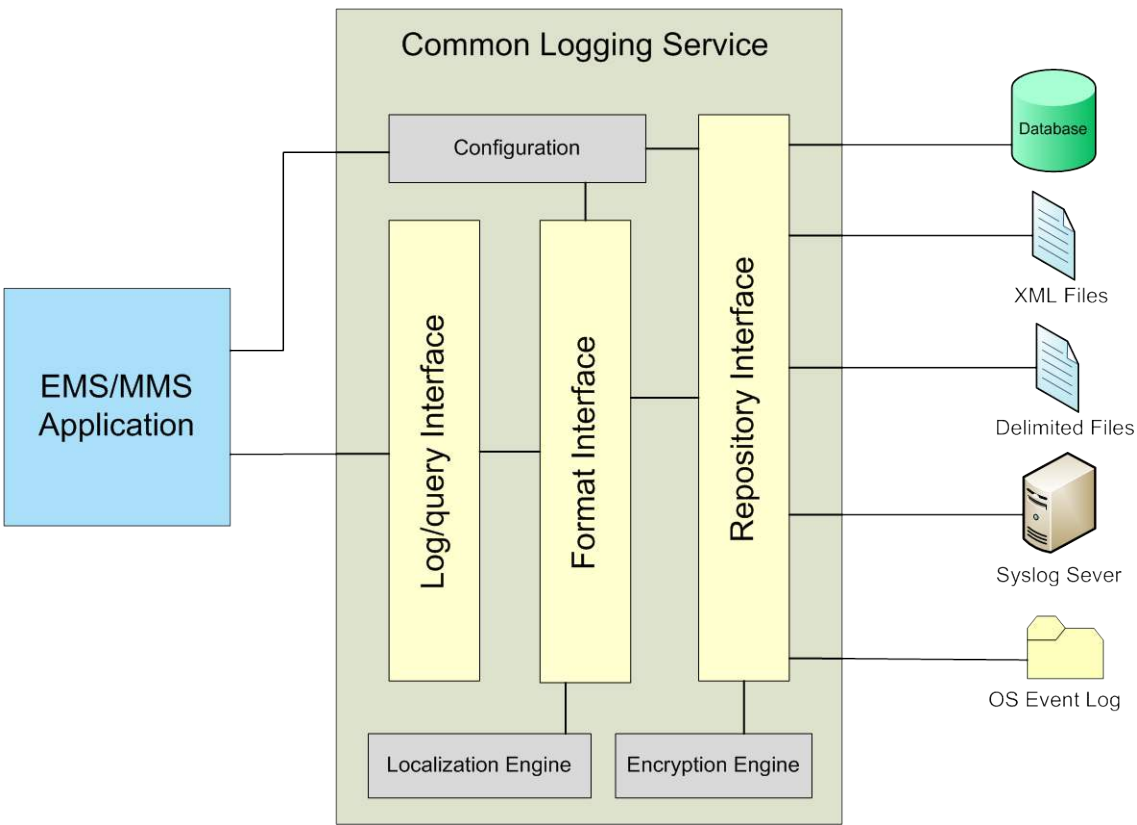 Common Logging Service
Configuration
Log/query Interface
Format Interface
Repository Interface
EMS/MMS
Application
Localization Engine
Encryption Engine
Database
XML Files
Delimited Files
Syslog Sever
OS Event Log